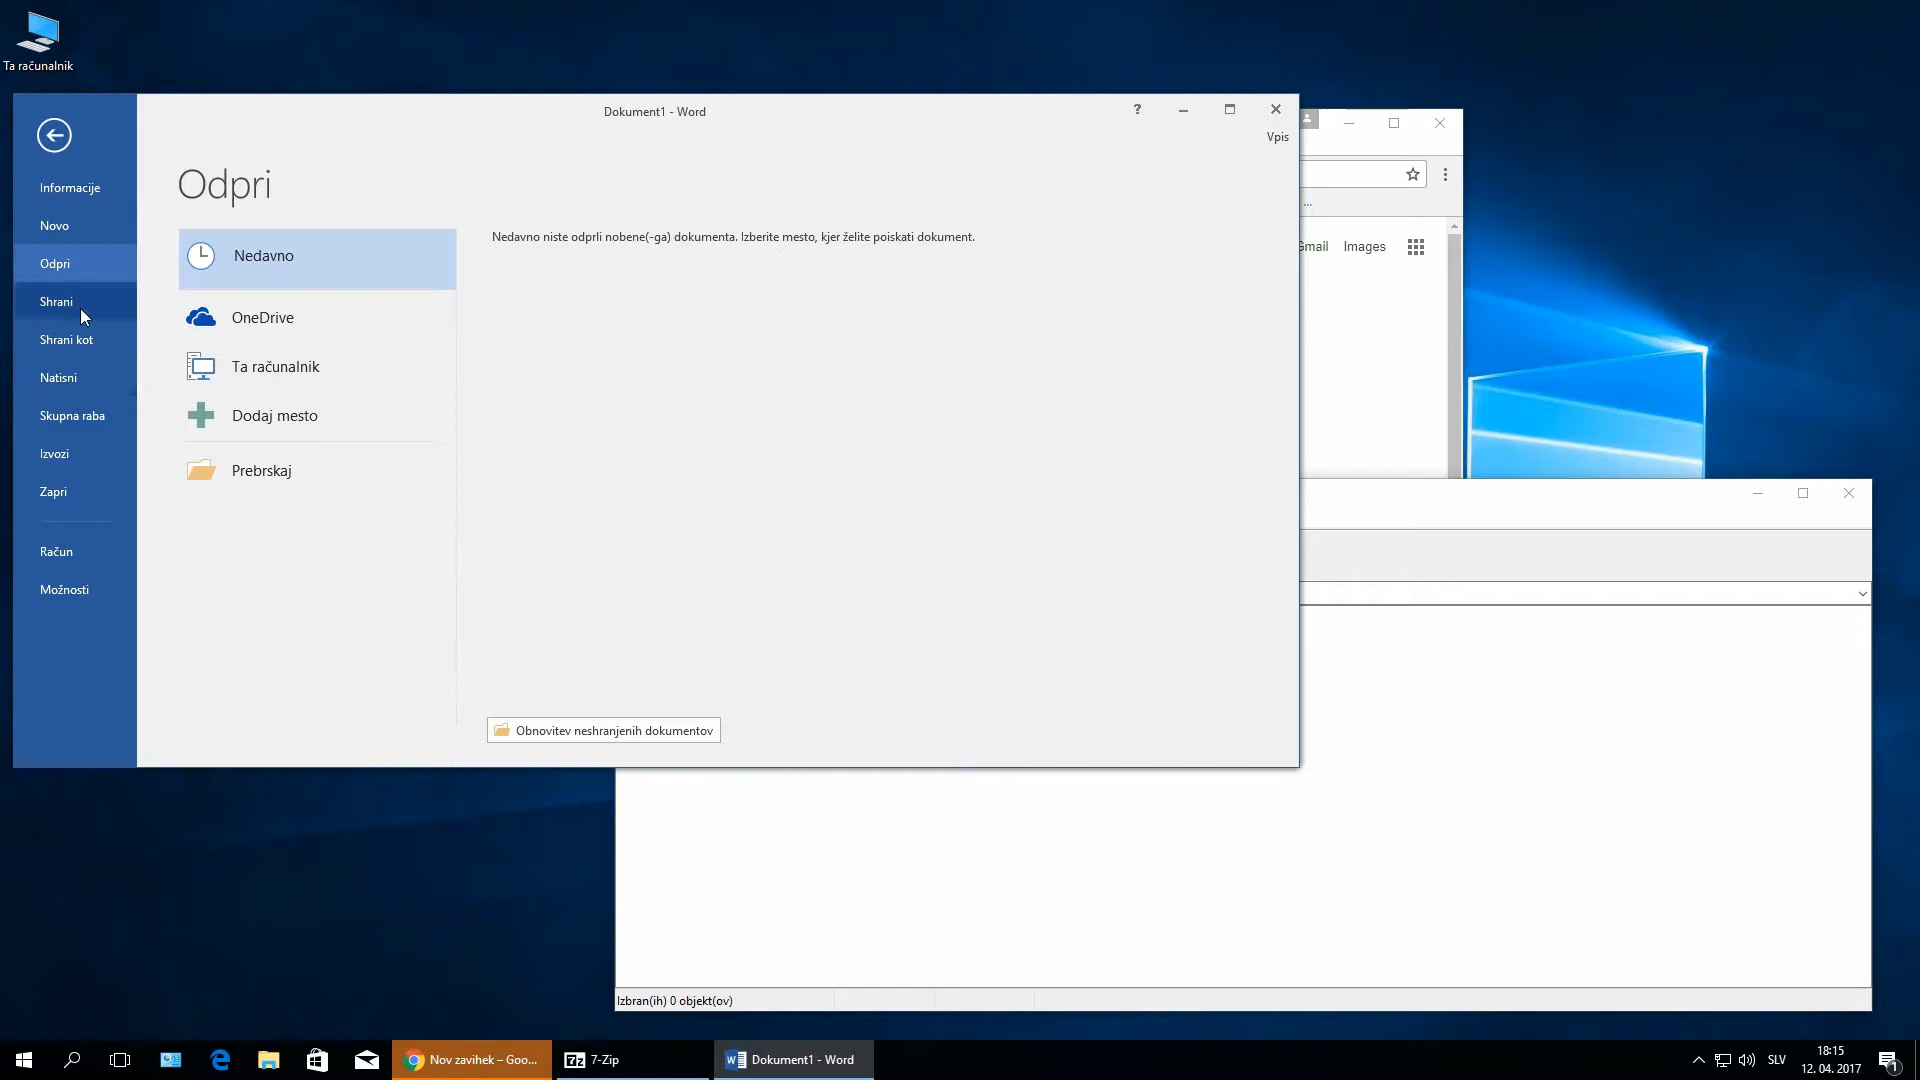 Ta računalnik
Dokument1 - Word
?
Vpis
Informacije
Novo
Odpri
Shrani
Shrani kot
Natisni
Skupna raba
Izvozi
Zapri
Račun
Možnosti
Odpri
Nedavno
OneDrive
Ta računalnik
Dodaj mesto
Prebrskaj
Nedavno niste odprli nobene(-ga) dokumenta. Izberite mesto, kjer želite poiskati dokument.
Obnovitev neshranjenih dokumentov
...
Gmail Images
Izbran(ih) 0 objekt(ov)
Nov zavihek – Goo...
7z 7-Zip
W Dokument1 - Word
SLV
18:15
12. 04. 2017
1